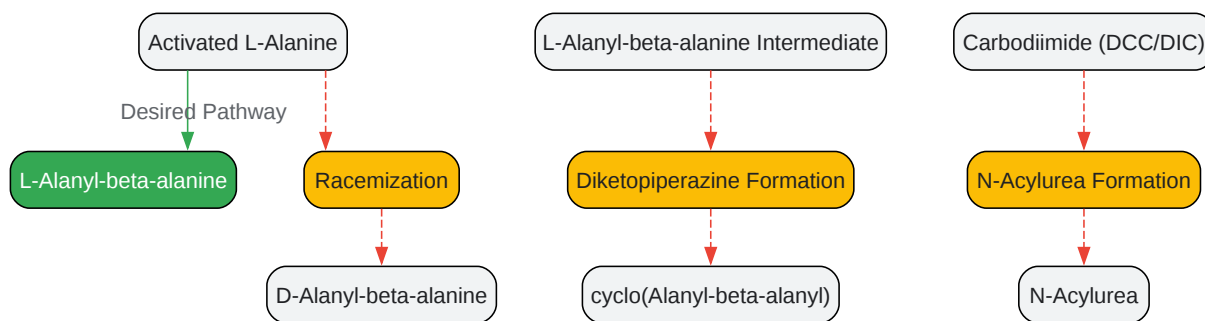 Activated L-Alanine
L-Alanyl-beta-alanine Intermediate
Carbodiimide (DCC/DIC)
Desired Pathway
L-Alanyl-beta-alanine
Racemization
Diketopiperazine Formation
N-Acylurea Formation
D-Alanyl-beta-alanine
cyclo(Alanyl-beta-alanyl)
N-Acylurea